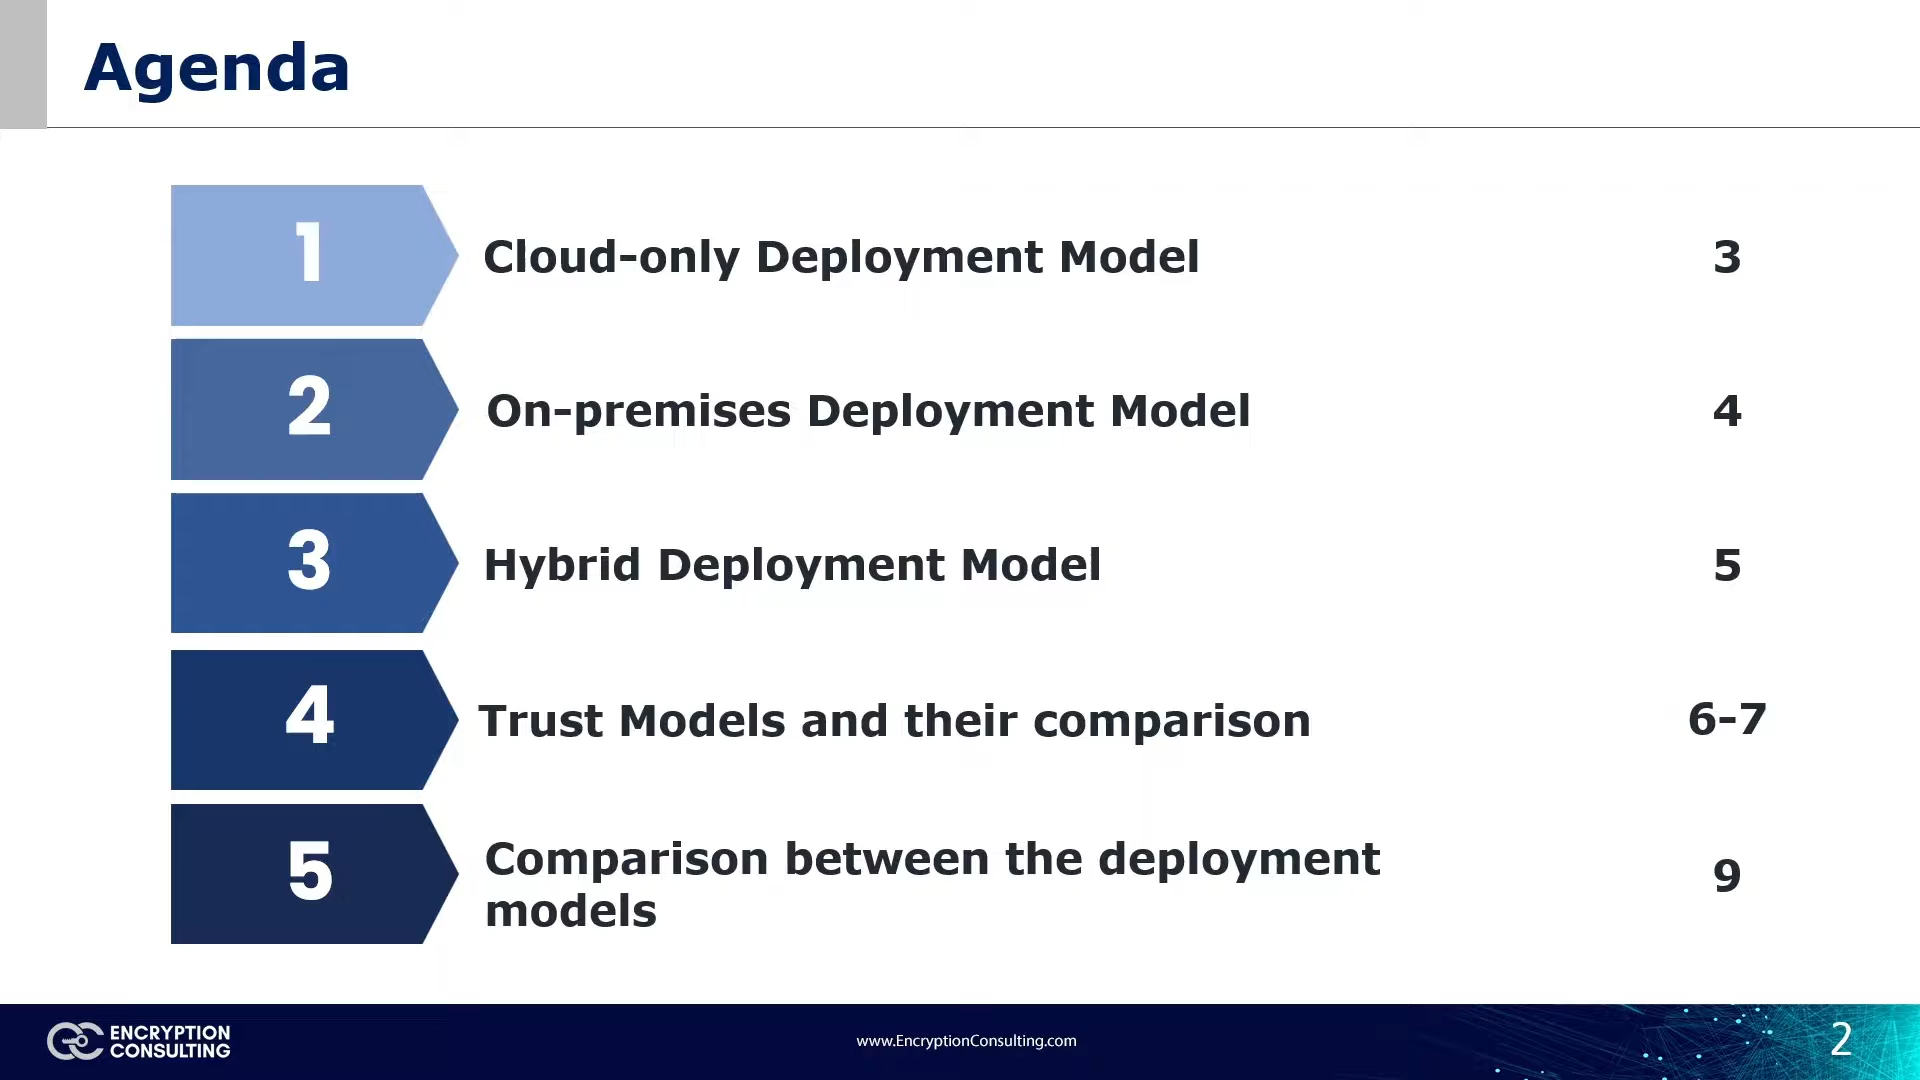 Agenda
1
Cloud-only Deployment Model
3
2
On-premises Deployment Model
4
3
Hybrid Deployment Model
5
4
Trust Models and their comparison
6-7
5
Comparison between the deployment
models
9
ENCRYPTION
CONSULTING
www.EncryptionConsulting.com
2